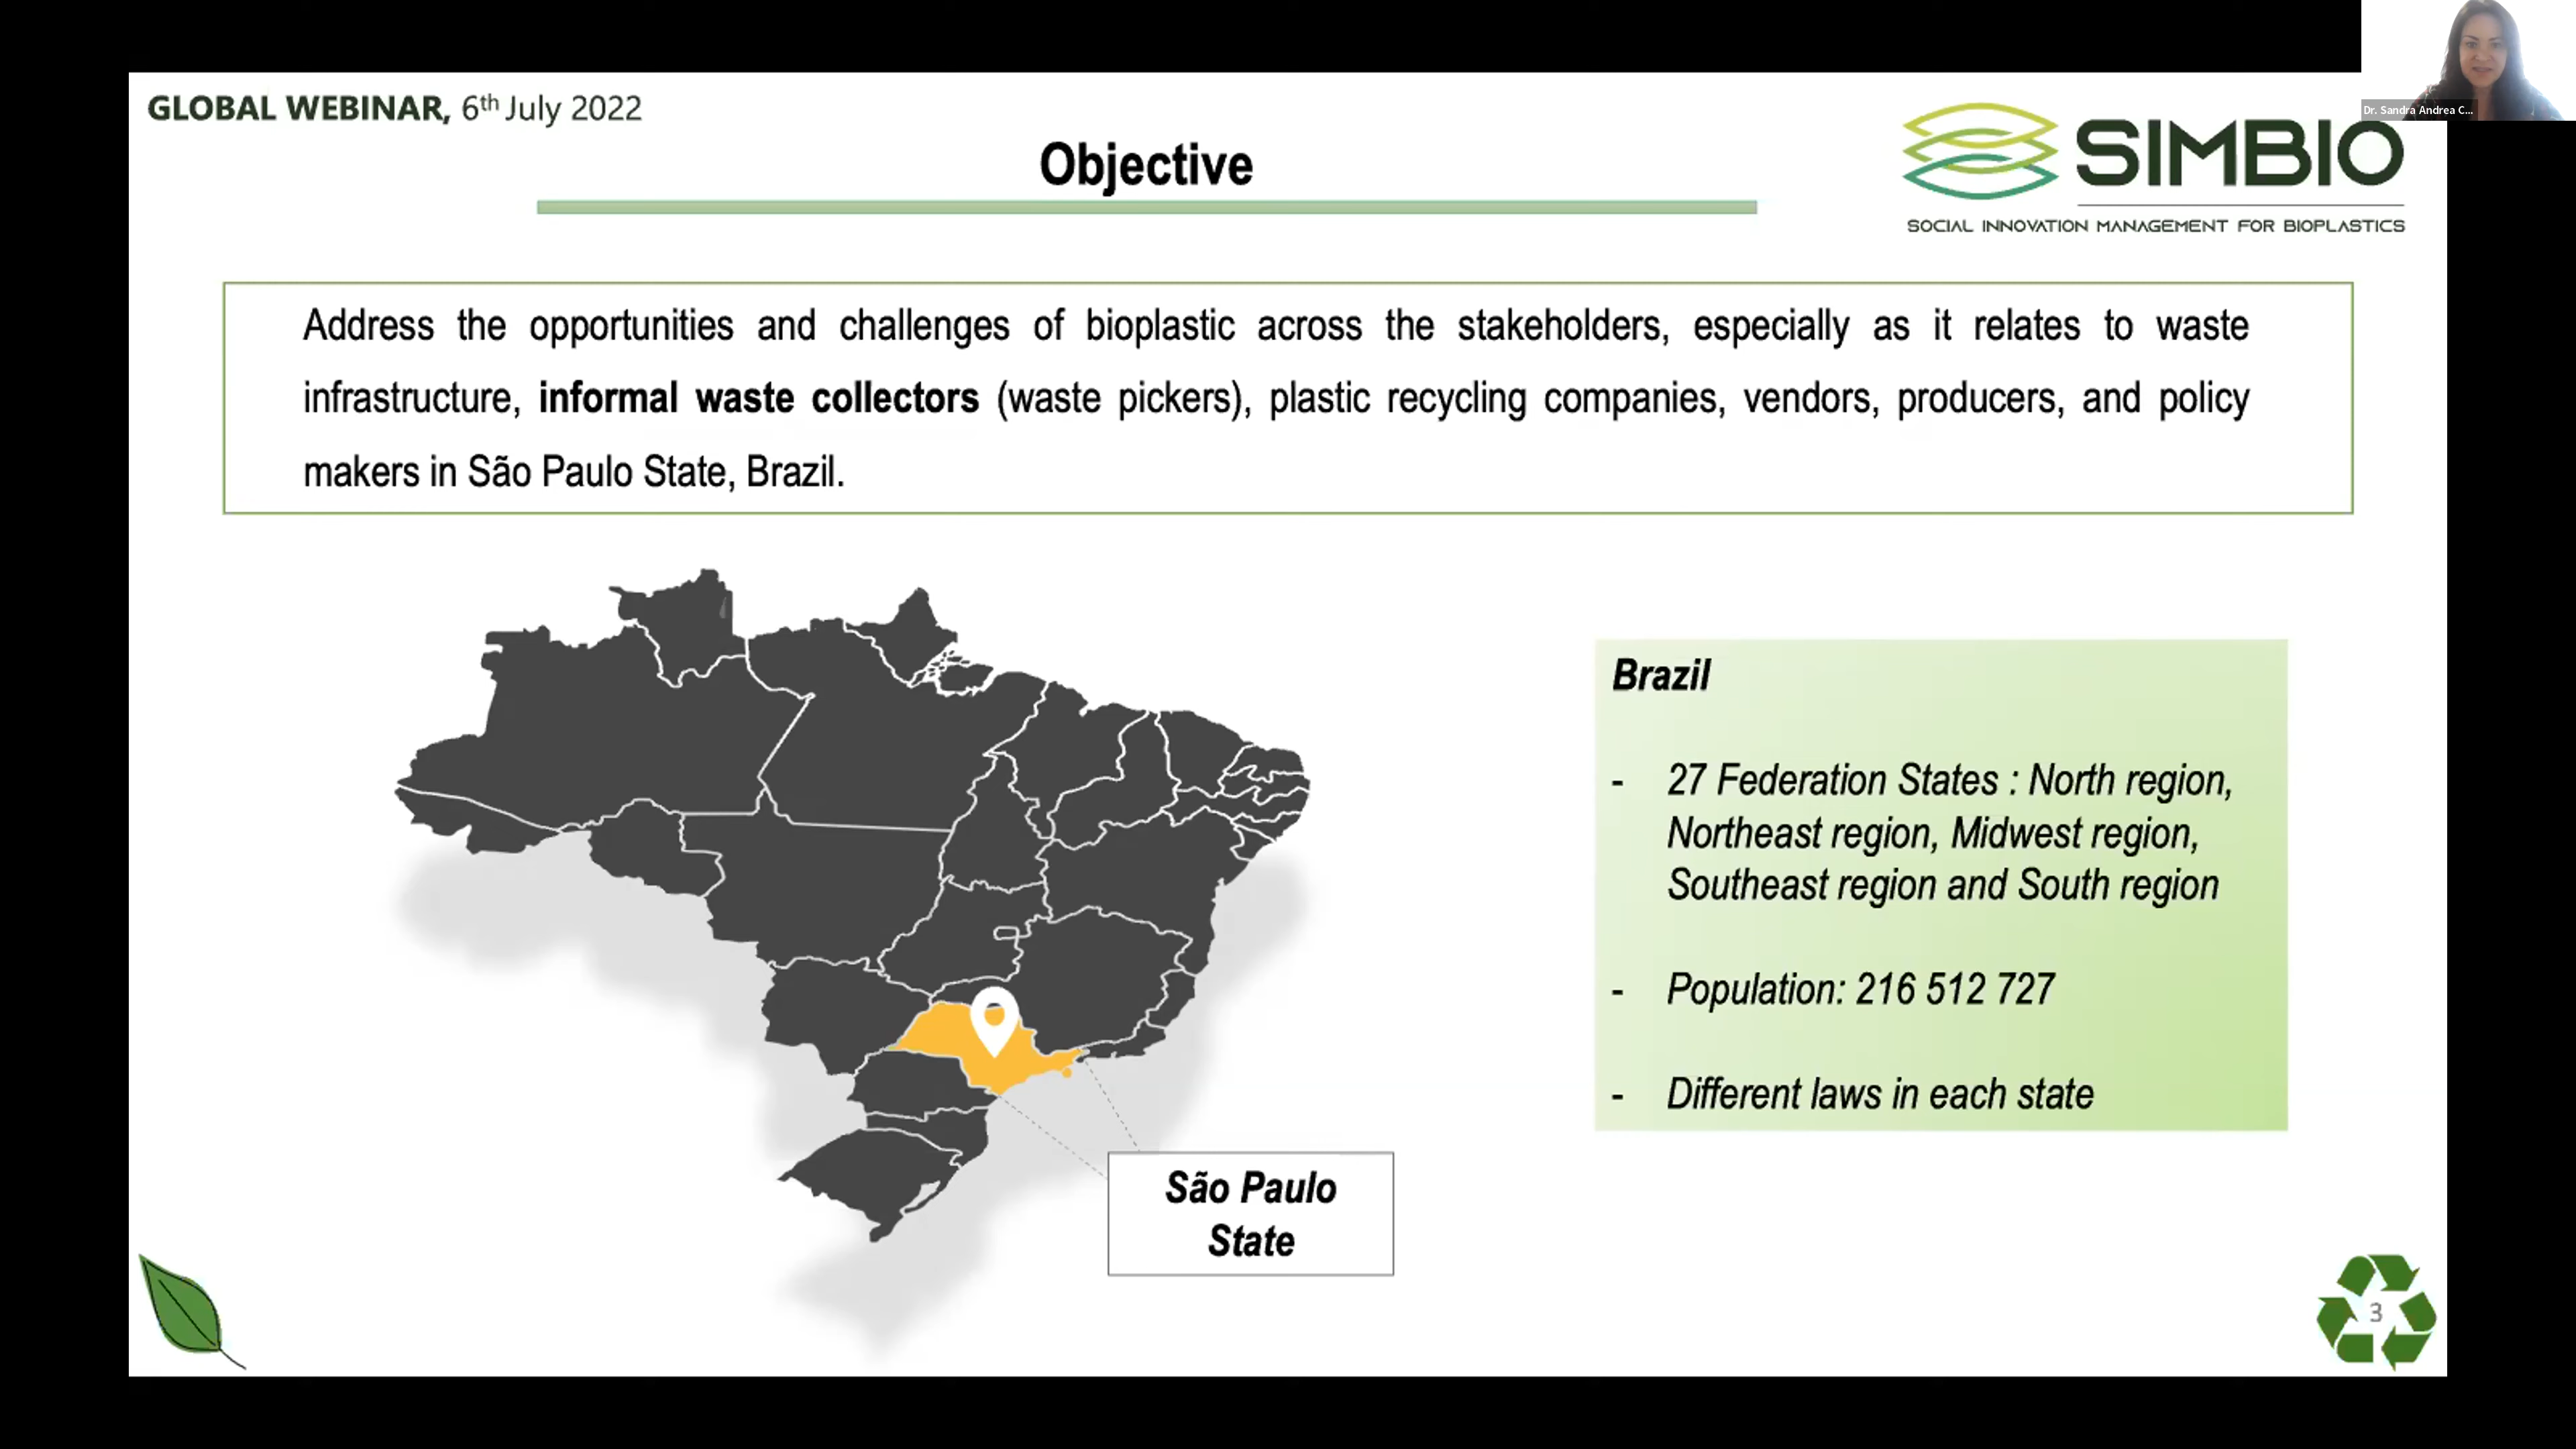 GLOBAL WEBINAR, 6th July 2022
Dr. Sandra Andrea C...
Objective
SIMBIO
SOCIAL INNOVATION MANAGEMENT FOR BIOPLASTICS
Address the opportunities and challenges of bioplastic across the stakeholders, especially as it relates to waste
infrastructure, informal waste collectors (waste pickers), plastic recycling companies, vendors, producers, and policy
makers in São Paulo State, Brazil.
Brazil
- 27 Federation States : North region,
Northeast region, Midwest region,
Southeast region and South region
- Population: 216 512 727
- Different laws in each state
São Paulo
State
3